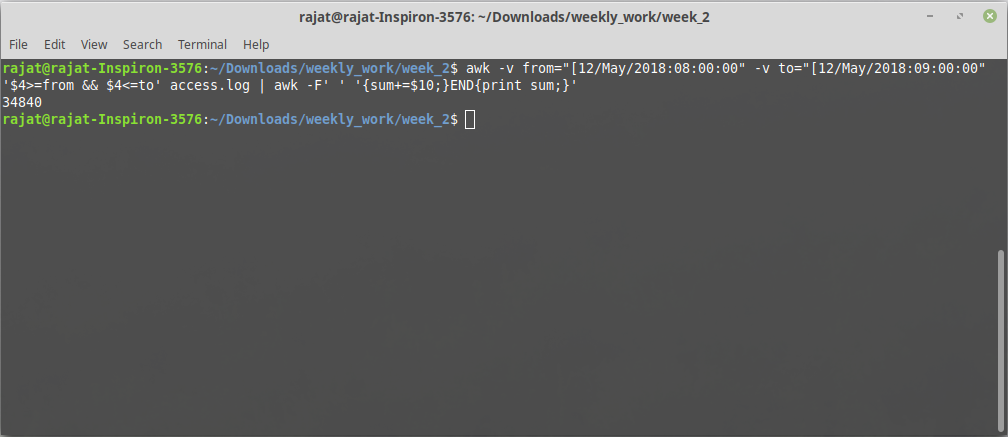 rajat@rajat-Inspiron-3576: ~/Downloads/weekly_work/week_2
File Edit View Search Terminal Help
rajat@rajat-Inspiron-3576:~/Downloads/weekly_work/week_2$ awk -v from="[12/May/2018:08:00:00" -v to="[12/May/2018:09:00:00"
'$4>=from && $4<=to' access.log | awk -F' ' '{sum+=$10;}END{print sum;}'
34840
rajat@rajat-Inspiron-3576:~/Downloads/weekly_work/week_2$